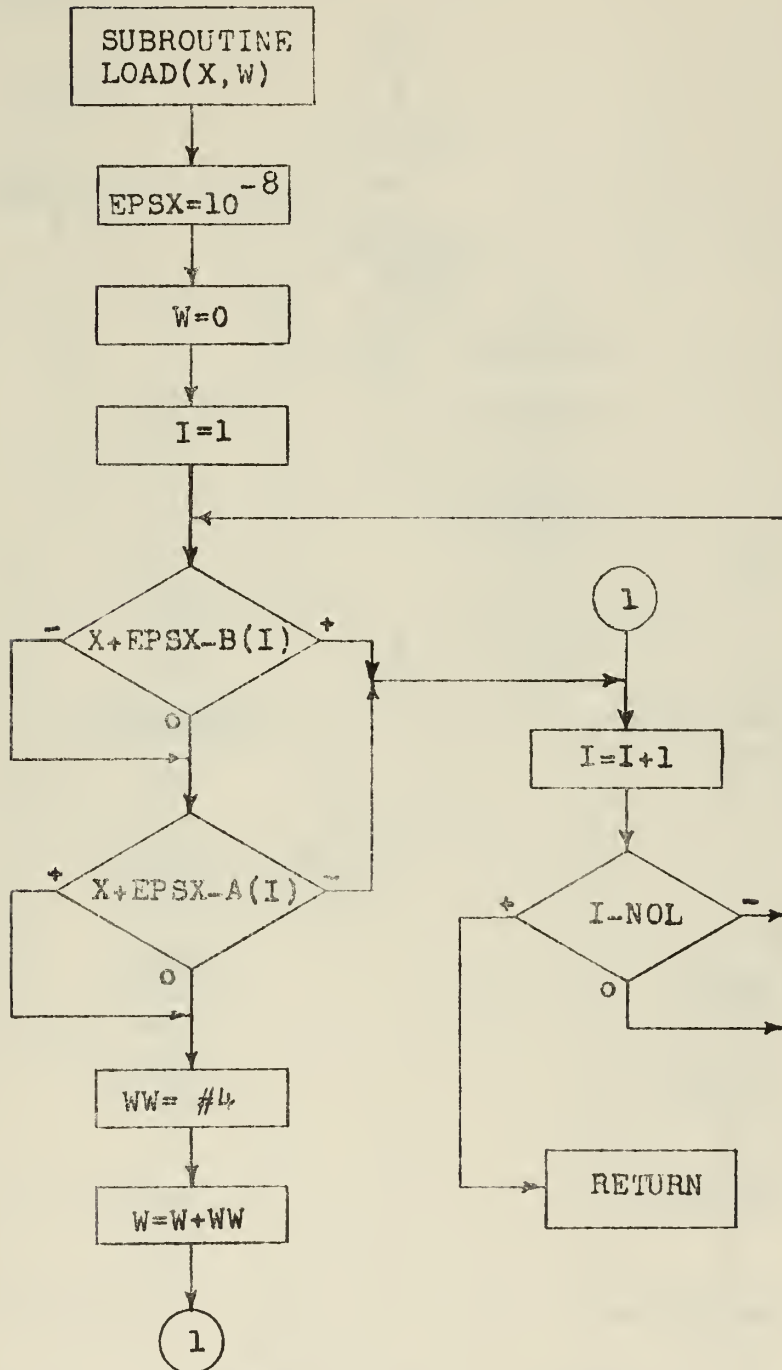 SUBROUTINE
LOAD(X,W)
EPSX=10^-8
W=0
I=1
-
X+EPSX-B(I)
+
0
+
X+EPSX-A(I)
-
0
WW= #4
W=W+WW
1
1
I=I+1
+
I-NOL
-
0
RETURN